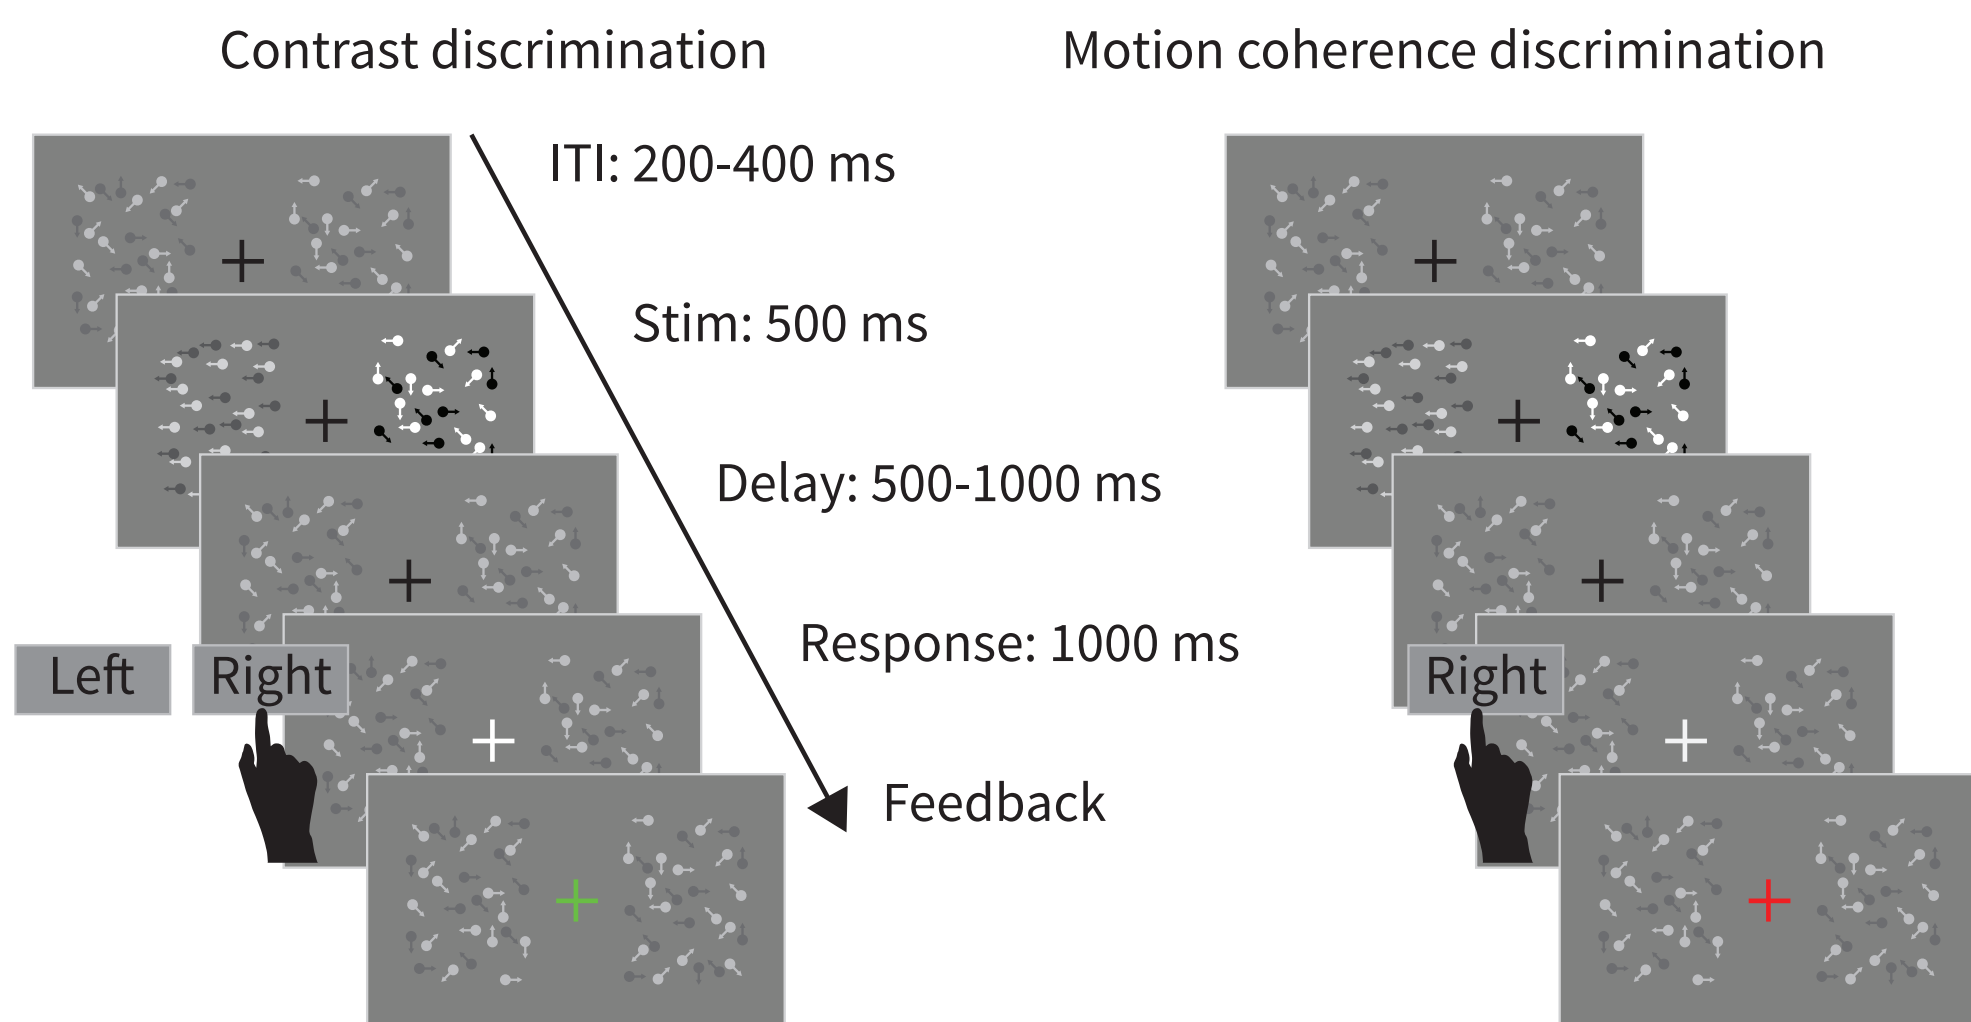 Contrast discrimination
Motion coherence discrimination
ITI: 200-400 ms
Stim: 500 ms
Delay: 500-1000 ms
Response: 1000 ms
Left
Right
Right
Feedback